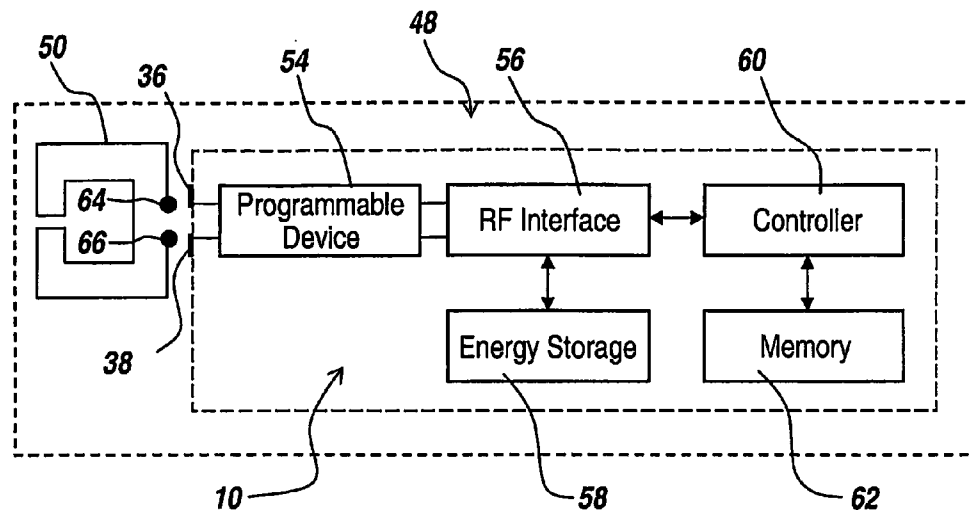 48
50
36
54
56
60
64
66
Programmable
Device
RF Interface
Controller
38
Energy Storage
Memory
10
58
62